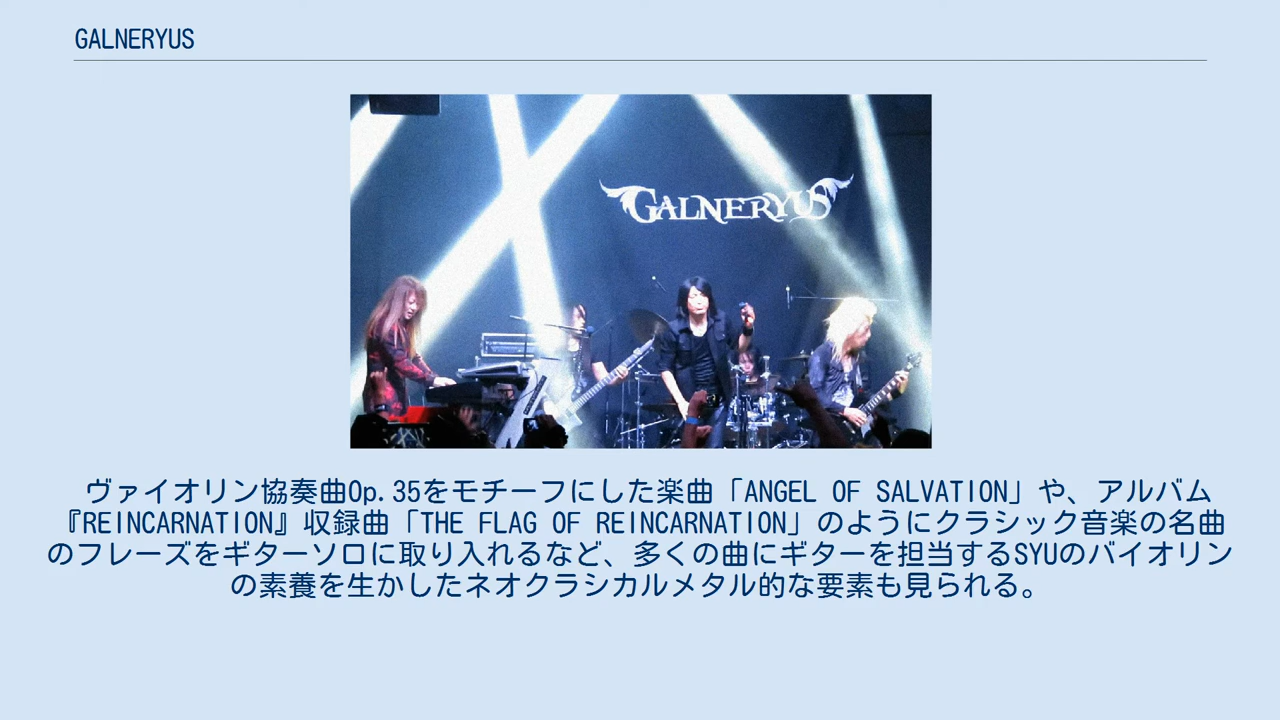 GALNERYUS
GALNERYUS
ヴァイオリン協奏曲Op.35をモチーフにした楽曲「ANGEL OF SALVATION」や、アルバム
『REINCARNATION』収録曲「THE FLAG OF REINCARNATION」のようにクラシック音楽の名曲
のフレーズをギターソロに取り入れるなど、多くの曲にギターを担当するSYUのバイオリン
の素養を生かしたネオクラシカルメタル的な要素も見られる。